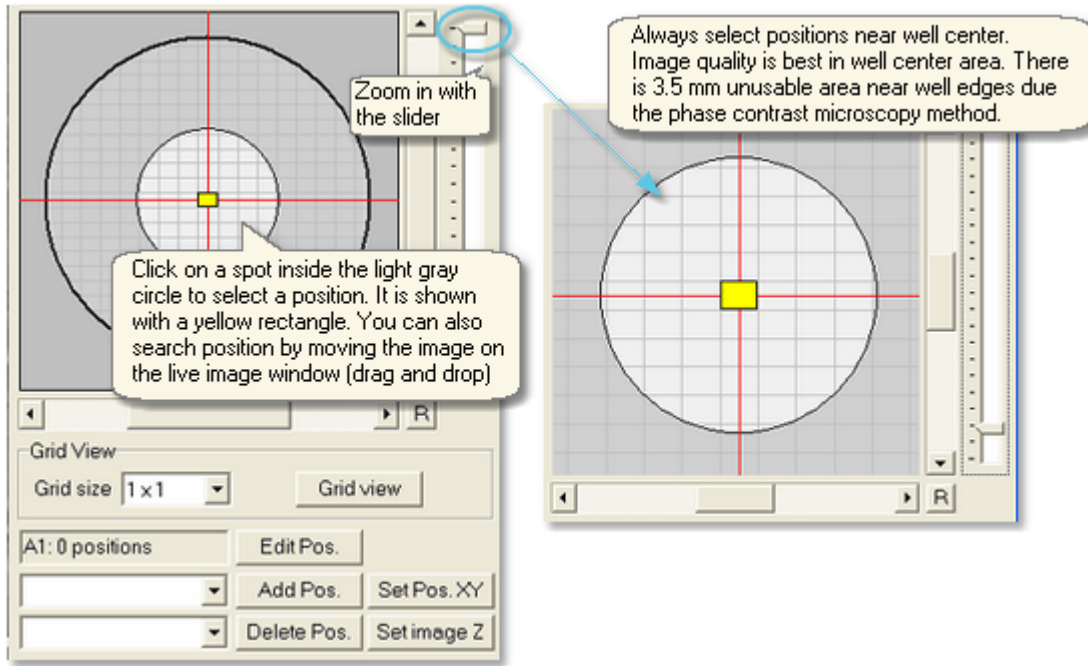 Zoom in with
the slider
Always select positions near well center.
Image quality is best in well center area. There
is 3.5 mm unusable area near well edges due
the phase contrast microscopy method.
Click on a spot inside the light gray
circle to select a position. It is shown
with a yellow rectangle. You can also
search position by moving the image on
the live image window (drag and drop)
R
R
Grid View
Grid size 1 x 1 Grid view
A1: 0 positions Edit Pos.
Add Pos. Set Pos. XY
Delete Pos. Set image Z